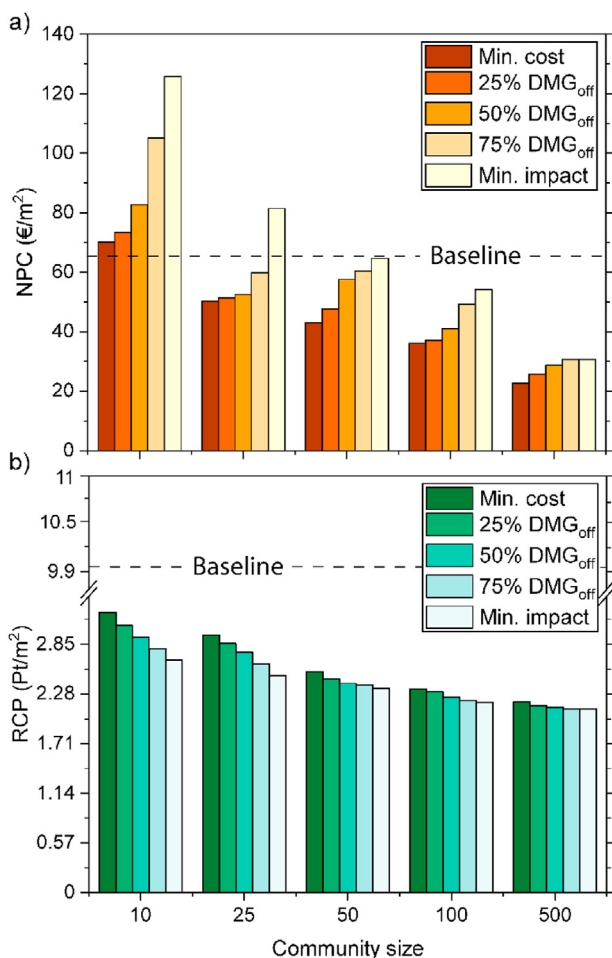 a)
140
120
100
80
60
40
20
0
NPC (€/m²)
Min. cost
25% DMGoff
50% DMGoff
75% DMGoff
Min. impact
Baseline
b)
11
10.5
9.9
2.85
2.28
1.71
1.14
0.57
0
RCP (Pt/m²)
Min. cost
25% DMGoff
50% DMGoff
75% DMGoff
Min. impact
Baseline
10 25 50 100 500
Community size